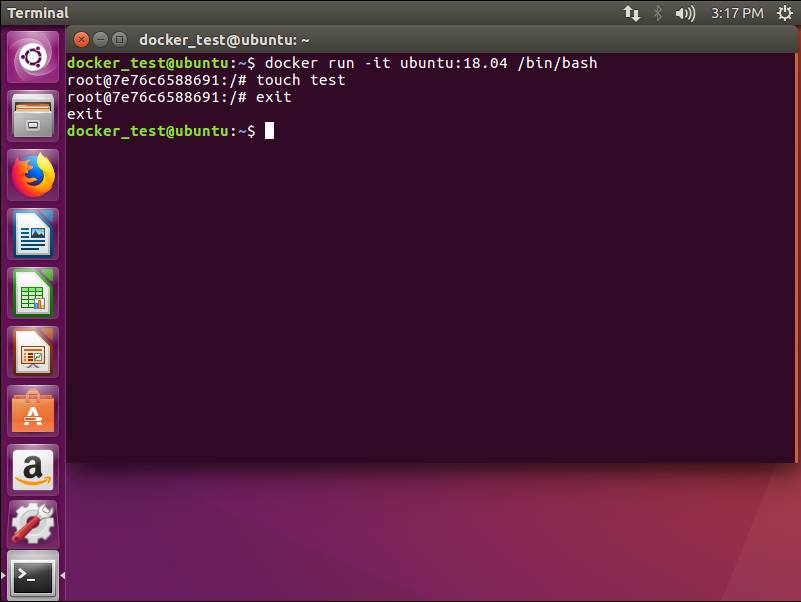 Terminal
3:17 PM
docker_test@ubuntu: ~
docker_test@ubuntu:~$ docker run -it ubuntu:18.04 /bin/bash
root@7e76c6588691:/# touch test
root@7e76c6588691:/# exit
exit
docker_test@ubuntu:~$